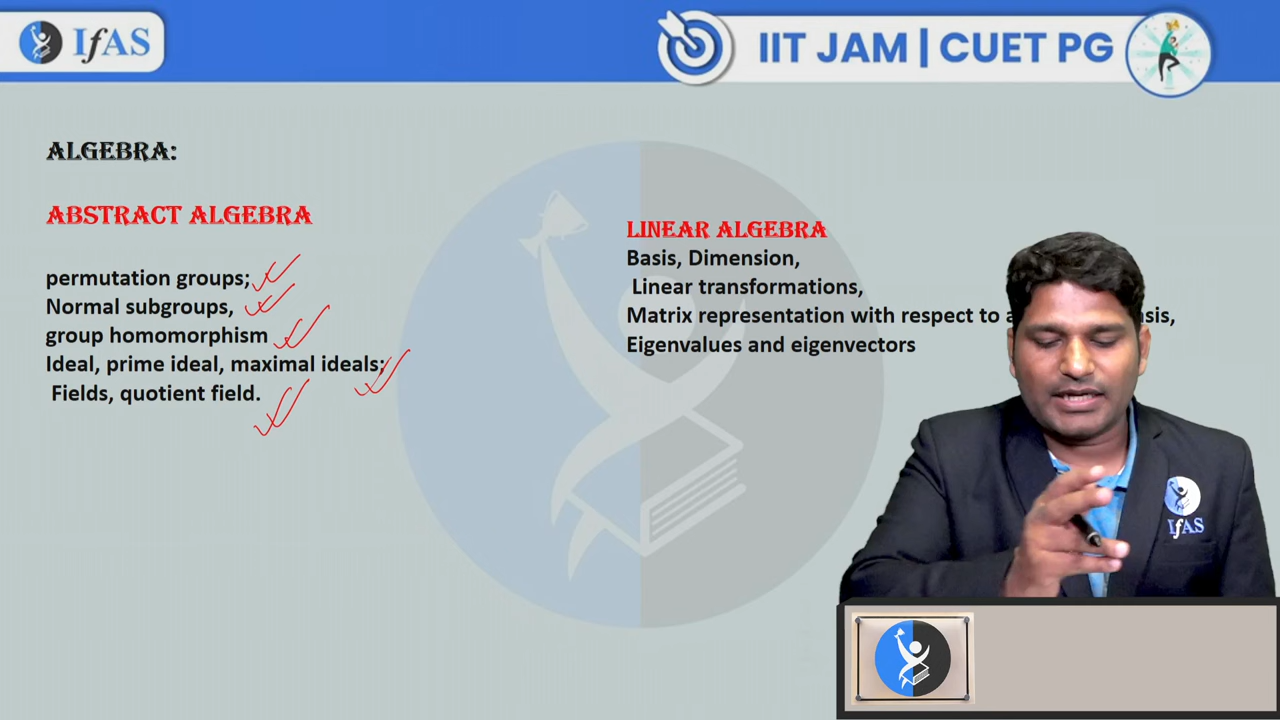 IfAS
IIT JAM | CUET PG
ALGEBRA:
ABSTRACT ALGEBRA
permutation groups;
Normal subgroups,
group homomorphism
Ideal, prime ideal, maximal ideals;
Fields, quotient field.
LINEAR ALGEBRA
Basis, Dimension,
Linear transformations,
Matrix representation with respect to
Eigenvalues and eigenvectors
IfAS